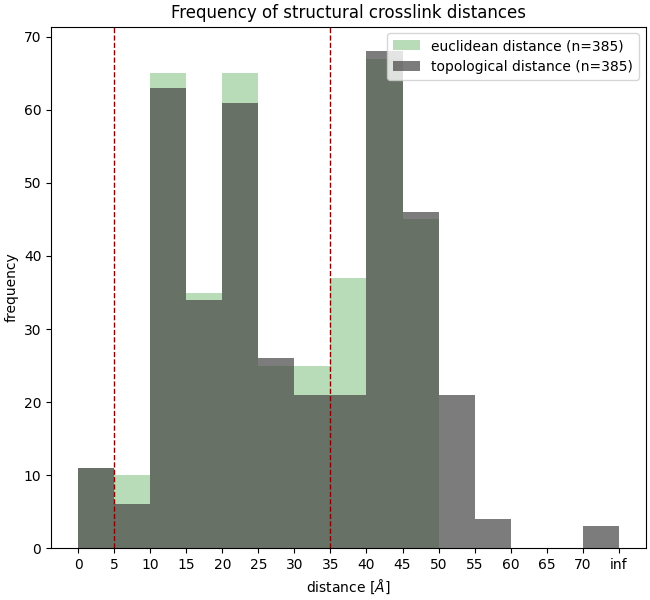 Frequency of structural crosslink distances
euclidean distance (n=385)
topological distance (n=385)
70
60
50
40
30
20
10
0
frequency
0 5 10 15 20 25 30 35 40 45 50 55 60 65 70 inf
distance [Å]